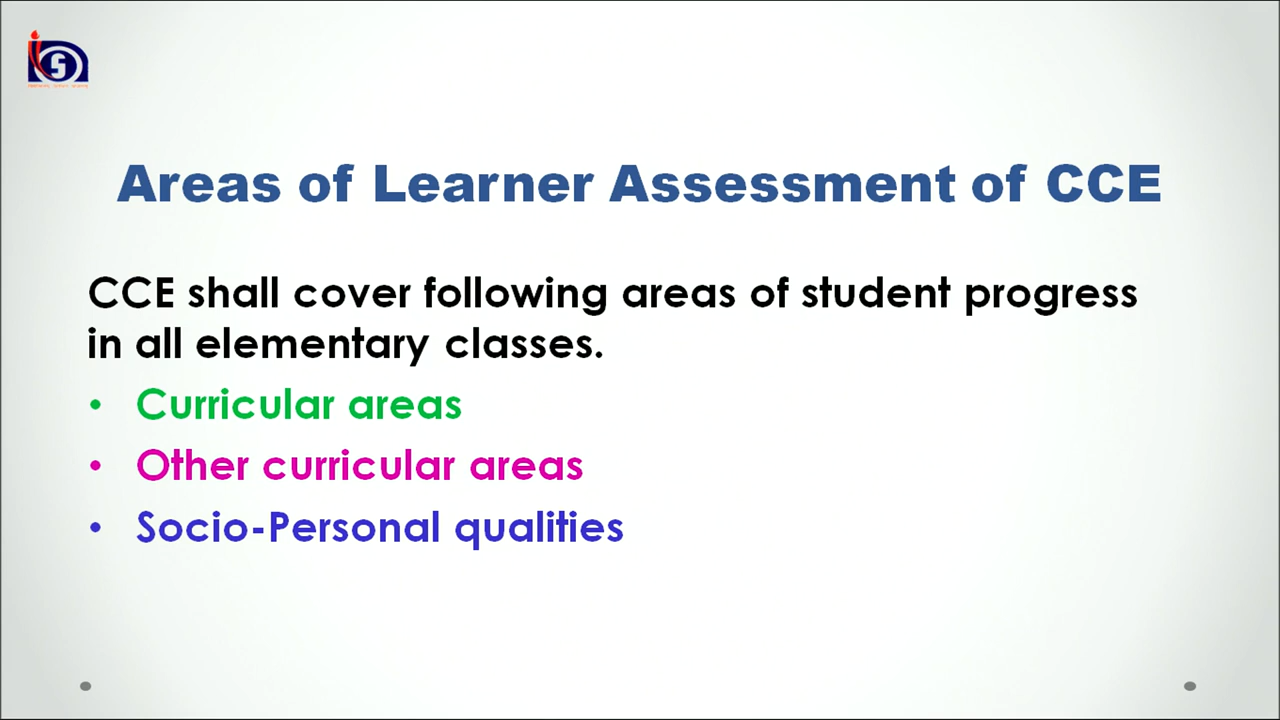 Areas of Learner Assessment of CCE
CCE shall cover following areas of student progress
in all elementary classes.
• Curricular areas
• Other curricular areas
• Socio-Personal qualities